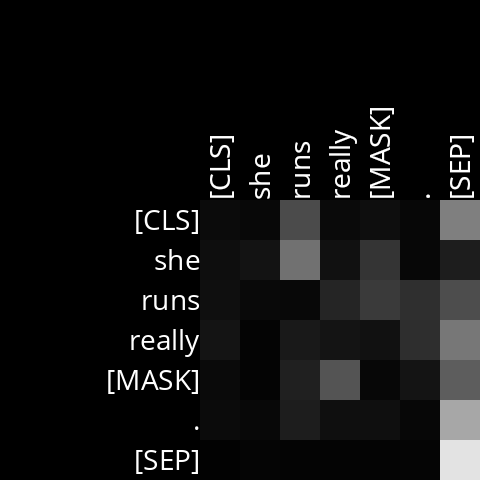 [CLS]
she
runs
really
[MASK]
.
[SEP]
[CLS]
she
runs
really
[MASK]
.
[SEP]